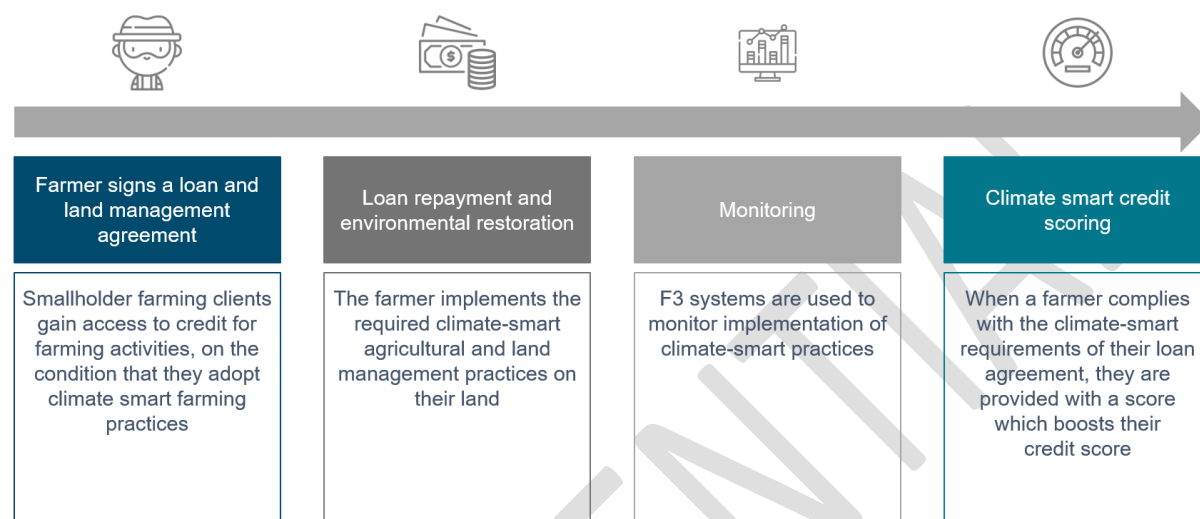 Farmer signs a loan and
land management
agreement
Loan repayment and
environmental restoration
Monitoring
Climate smart credit
scoring
Smallholder farming clients
gain access to credit for
farming activities, on the
condition that they adopt
climate smart farming
practices
The farmer implements the
required climate-smart
agricultural and land
management practices on
their land
F3 systems are used to
monitor implementation of
climate-smart practices
When a farmer complies
with the climate-smart
requirements of their loan
agreement, they are
provided with a score
which boosts their
credit score